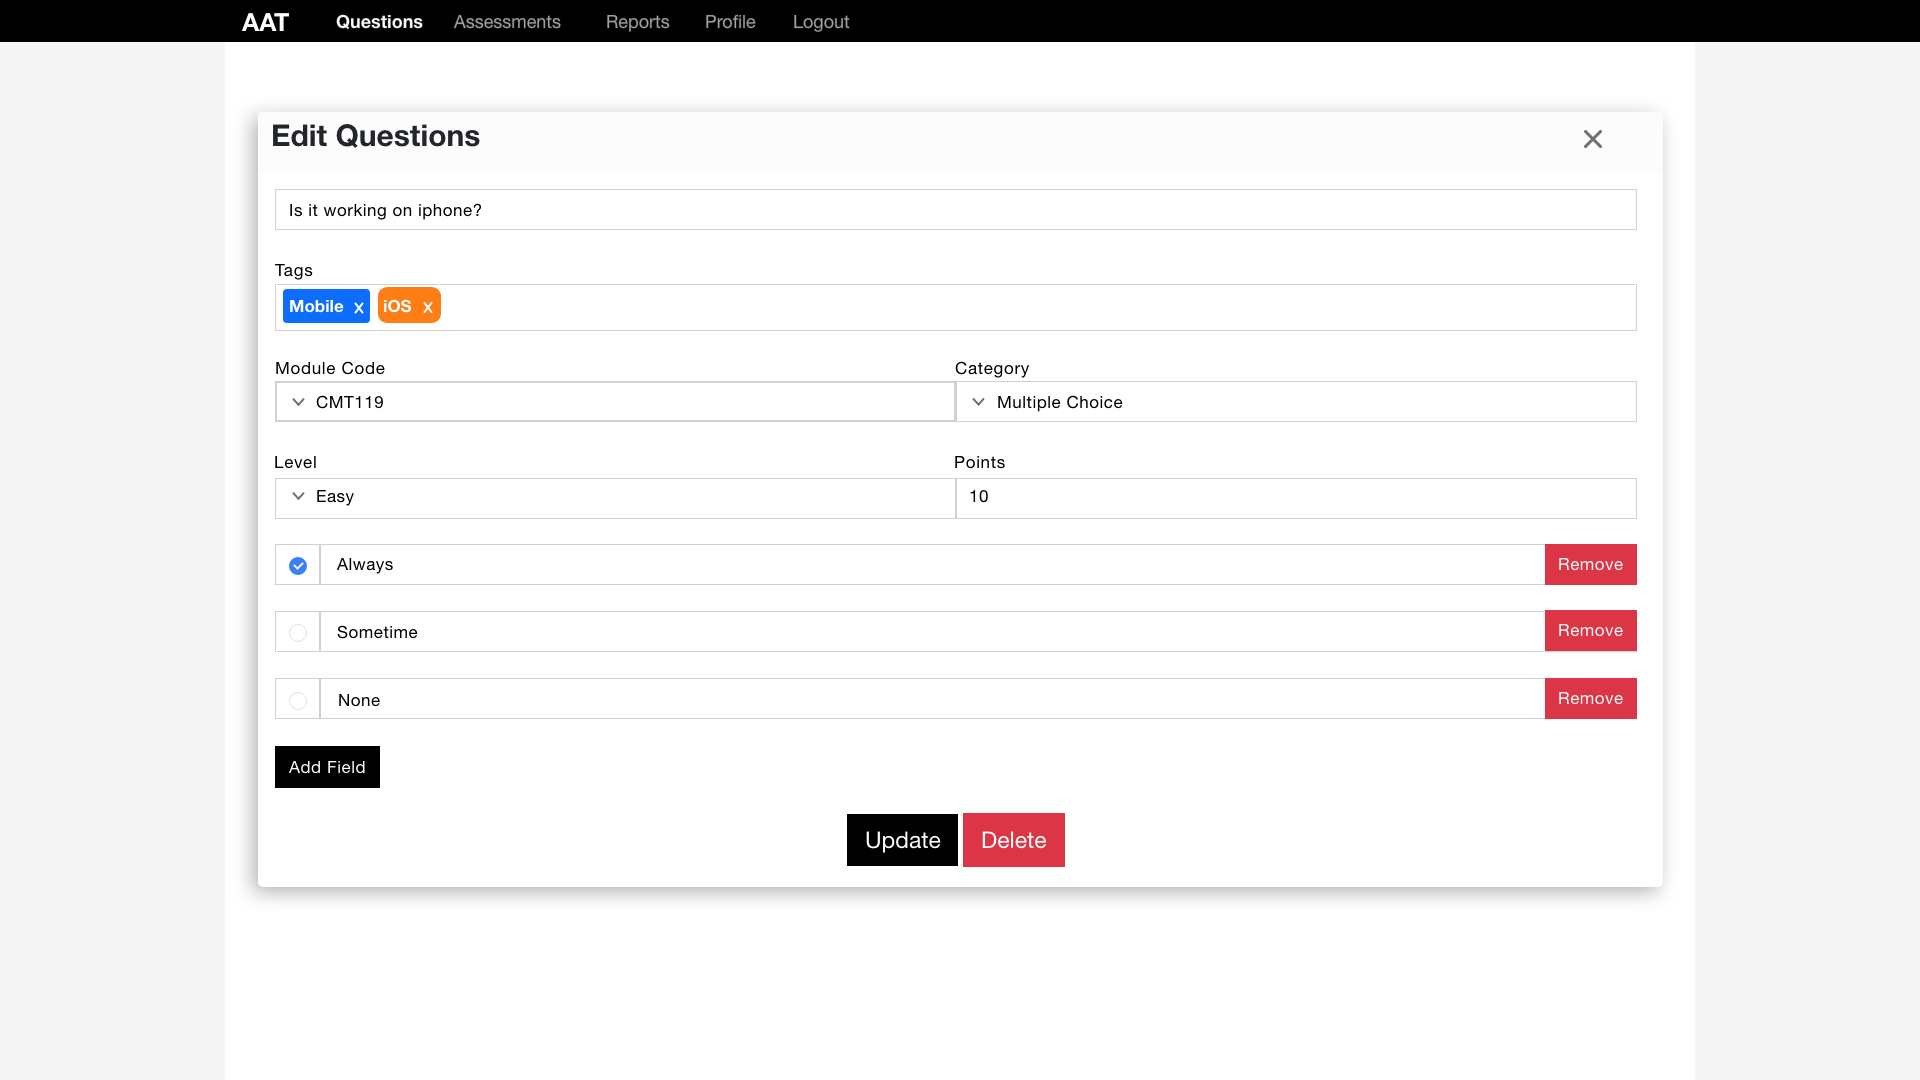 AAT Questions Assessments Reports Profile Logout
Edit Questions
Is it working on iphone?
Tags
Mobile x iOS x
Module Code Category
CMT119 Multiple Choice
Level Points
Easy 10
Always Remove
Sometime Remove
None Remove
Add Field
Update Delete